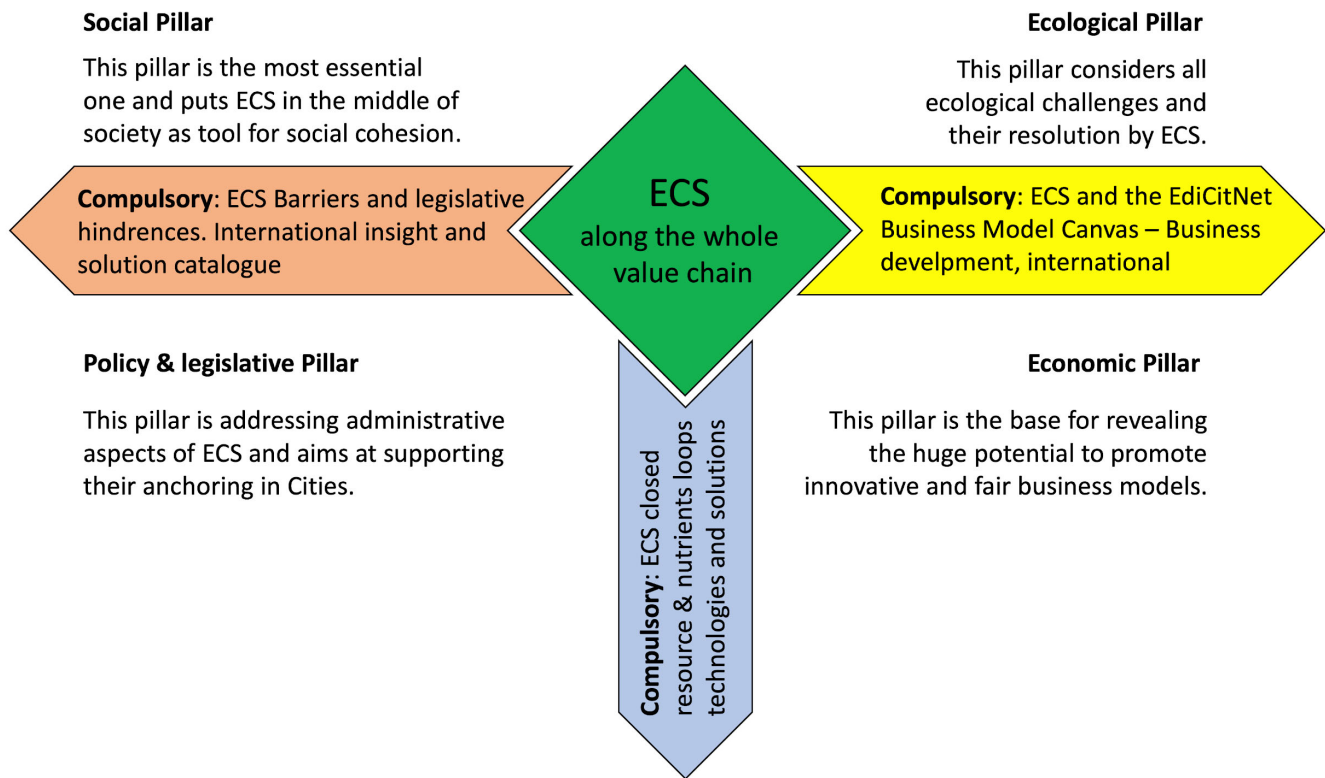 Social Pillar
This pillar is the most essential
one and puts ECS in the middle of
society as tool for social cohesion.
Ecological Pillar
This pillar considers all
ecological challenges and
their resolution by ECS.
Compulsory: ECS Barriers and legislative
hindrences. International insight and
solution catalogue
ECS
along the whole
value chain
Compulsory: ECS and the EdiCitNet
Business Model Canvas – Business
develpment, international
Policy & legislative Pillar
This pillar is addressing administrative
aspects of ECS and aims at supporting
their anchoring in Cities.
Economic Pillar
This pillar is the base for revealing
the huge potential to promote
innovative and fair business models.
Compulsory: ECS closed
resource & nutrients loops
technologies and solutions